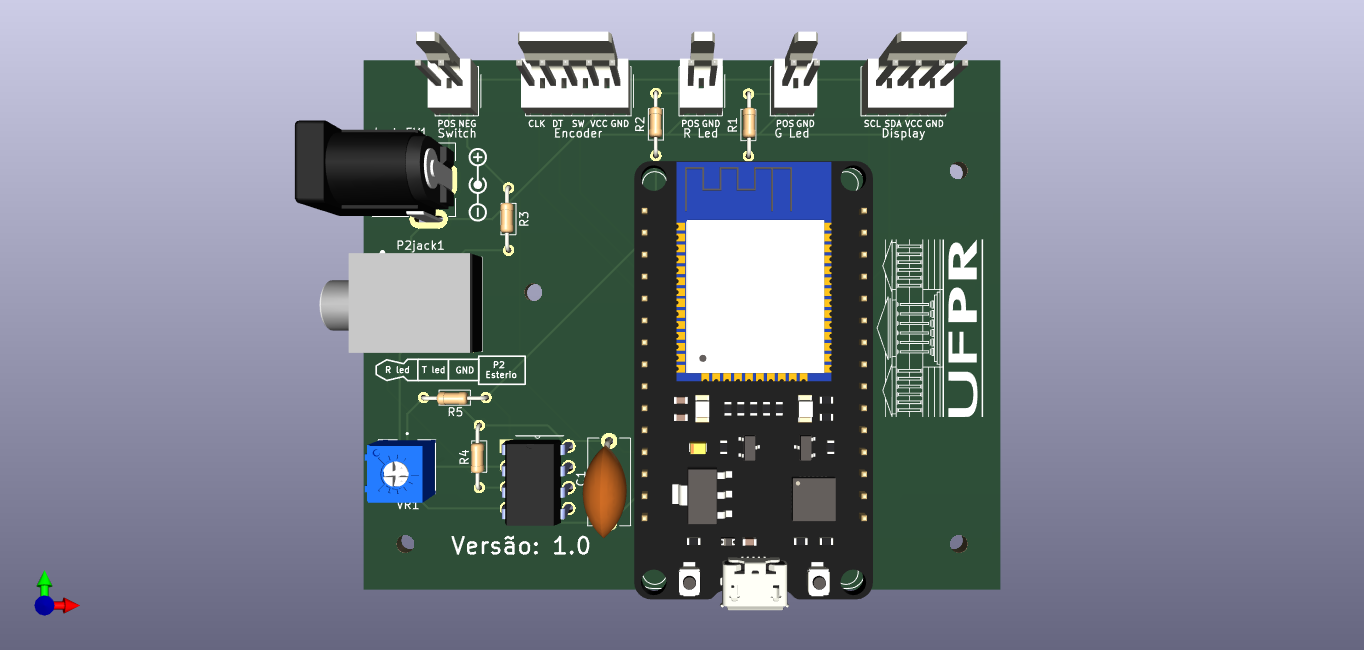 POS NEG
Switch
CLK DT SW VCC GND
Encoder
R2
POS GND
R Led
R1
POS GND
G Led
SCL SDA VCC GND
Display
R3
P2jack1
R led
T led
GND
P2
Esterio
R5
R4
C1
VR1
Versão: 1.0
UFPR